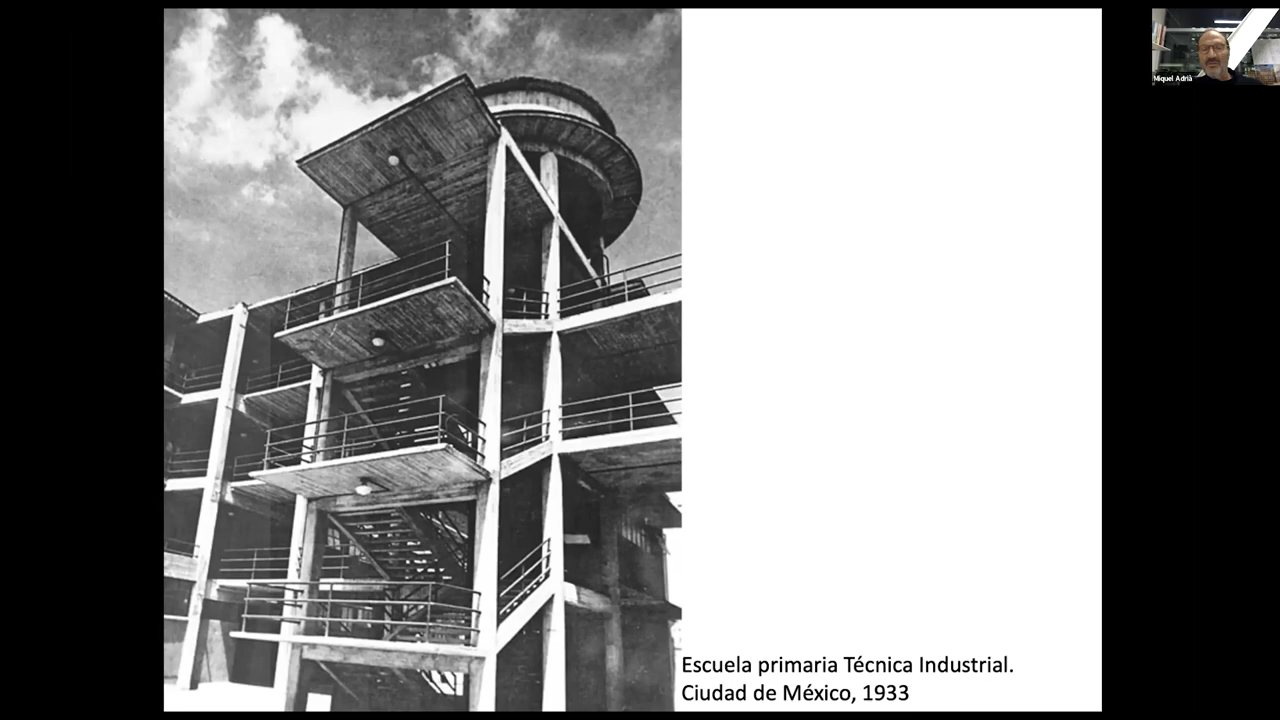 Miquel Adrià
Escuela primaria Técnica Industrial.
Ciudad de México, 1933